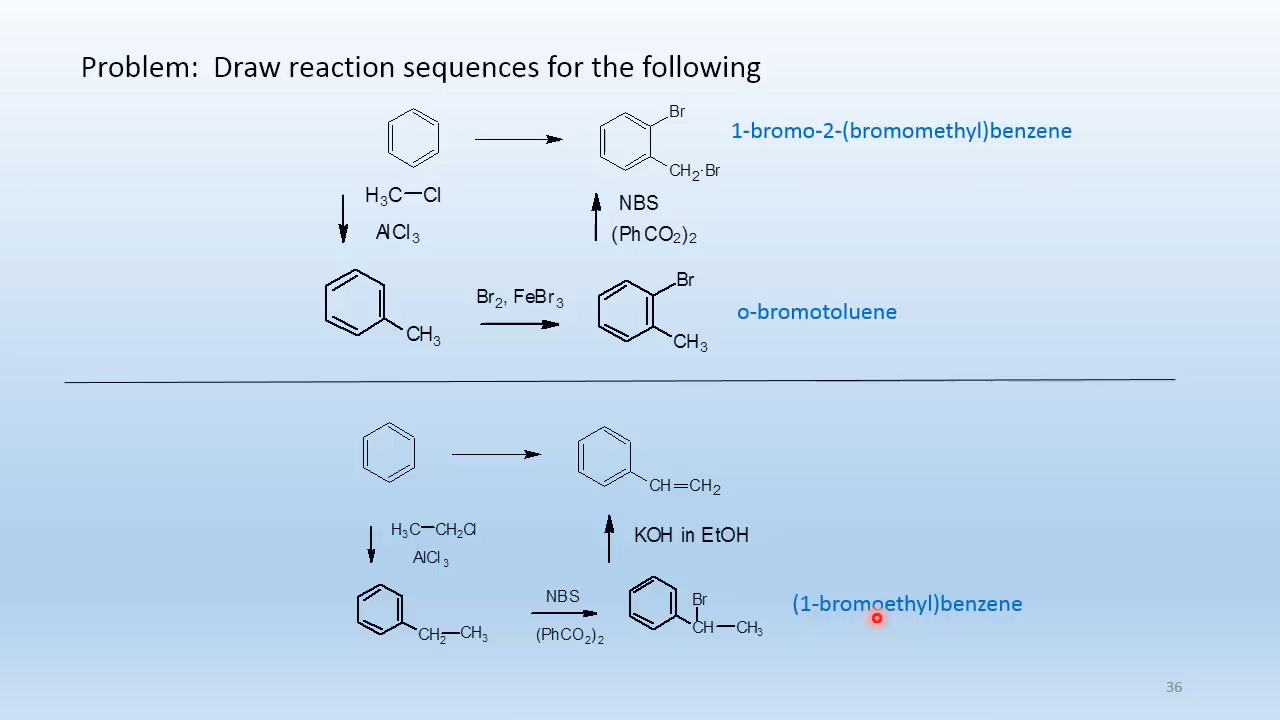 Problem: Draw reaction sequences for the following
Br
1-bromo-2-(bromomethyl)benzene
CH₂·Br
H₃C—Cl
AlCl₃
NBS
(PhCO₂)₂
Br
Br₂, FeBr₃
o-bromotoluene
CH₃
CH₃
CH=CH₂
H₃C—CH₂Cl
AlCl₃
KOH in EtOH
NBS
(PhCO₂)₂
CH₂—CH₃
Br
CH—CH₃
(1-bromoethyl)benzene
36